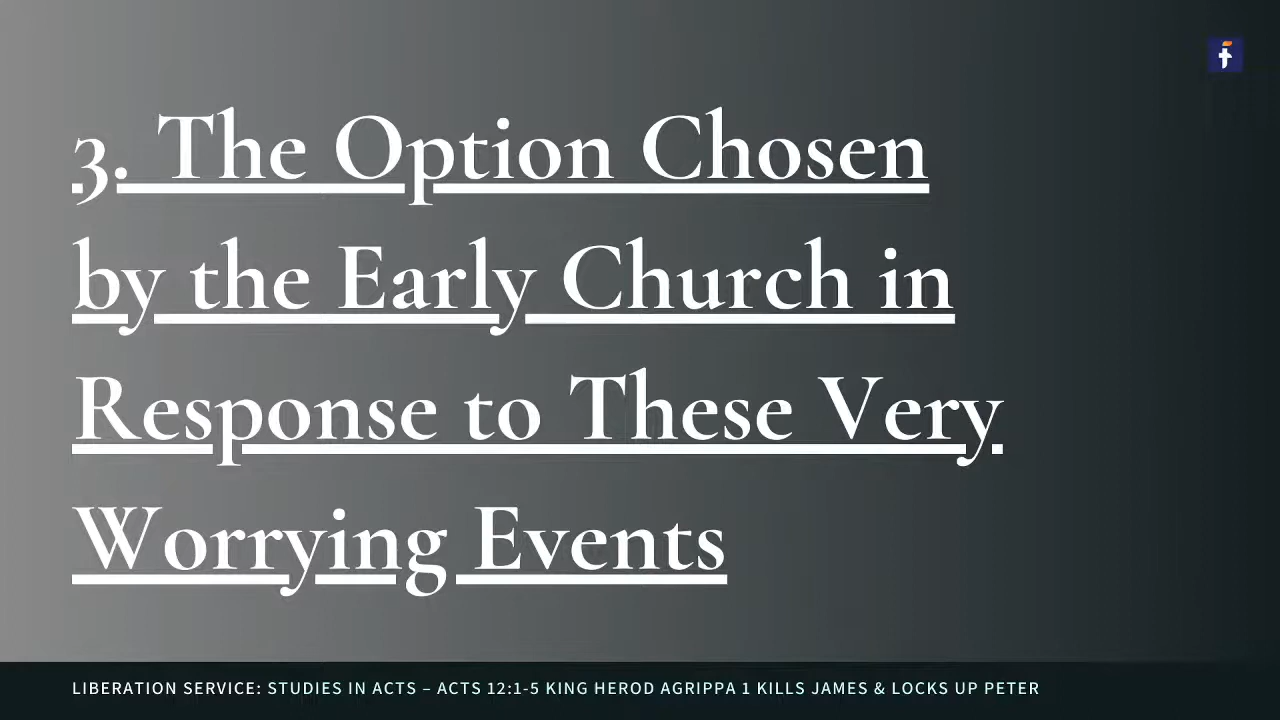 3. The Option Chosen
by the Early Church in
Response to These Very
Worrying Events
LIBERATION SERVICE: STUDIES IN ACTS – ACTS 12:1-5 KING HEROD AGRIPPA 1 KILLS JAMES & LOCKS UP PETER